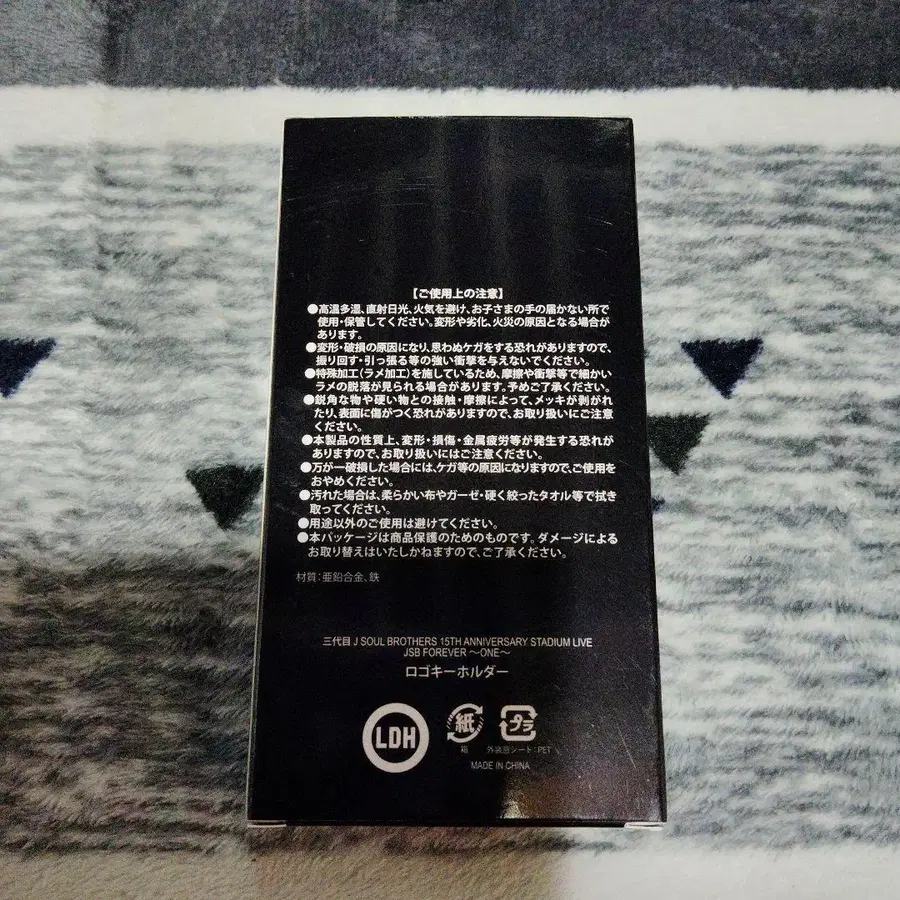 【ご使用上の注意】
●高温多湿、直射日光、火気を避け、お子さまの手の届かない所で
使用・保管してください。変形や劣化、火災の原因となる場合が
あります。
●変形・破損の原因になり、思わぬケガをする恐れがありますので、
振り回す・引っ張る等の強い衝撃を与えないでください。
●特殊加工(ラメ加工)を施しているため、摩擦や衝撃等で細かい
ラメの脱落が見られる場合があります。予めご了承ください。
●鋭角な物や硬い物との接触・摩擦によって、メッキが剥がれ
たり、表面に傷がつく恐れがありますので、お取り扱いにご注意
ください。
●本製品の性質上、変形・損傷・金属疲労等が発生する恐れが
ありますので、お取り扱いにはご注意ください。
●万が一破損した場合には、ケガ等の原因になりますので、ご使用を
おやめください。
●汚れた場合は、柔らかい布やガーゼ・硬く絞ったタオル等で拭き
取ってください。
●用途以外のご使用は避けてください。
●本パッケージは商品保護のためのものです。ダメージによる
お取り替えはいたしかねますので、ご了承ください。
材質:亜鉛合金、鉄
三代目 J SOUL BROTHERS 15TH ANNIVERSARY STADIUM LIVE
JSB FOREVER 〜ONE〜
ロゴキーホルダー
LDH
紙
プラ
箱
外装窓シート:PET
MADE IN CHINA